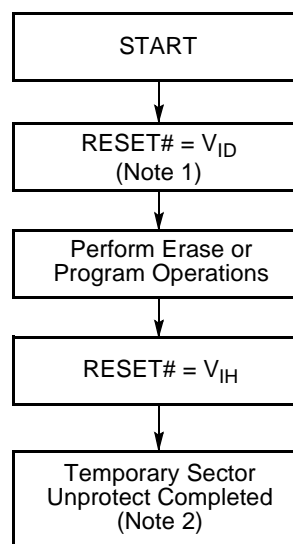 START
RESET# = VID
(Note 1)
Perform Erase or
Program Operations
RESET# = VIH
Temporary Sector
Unprotect Completed
(Note 2)